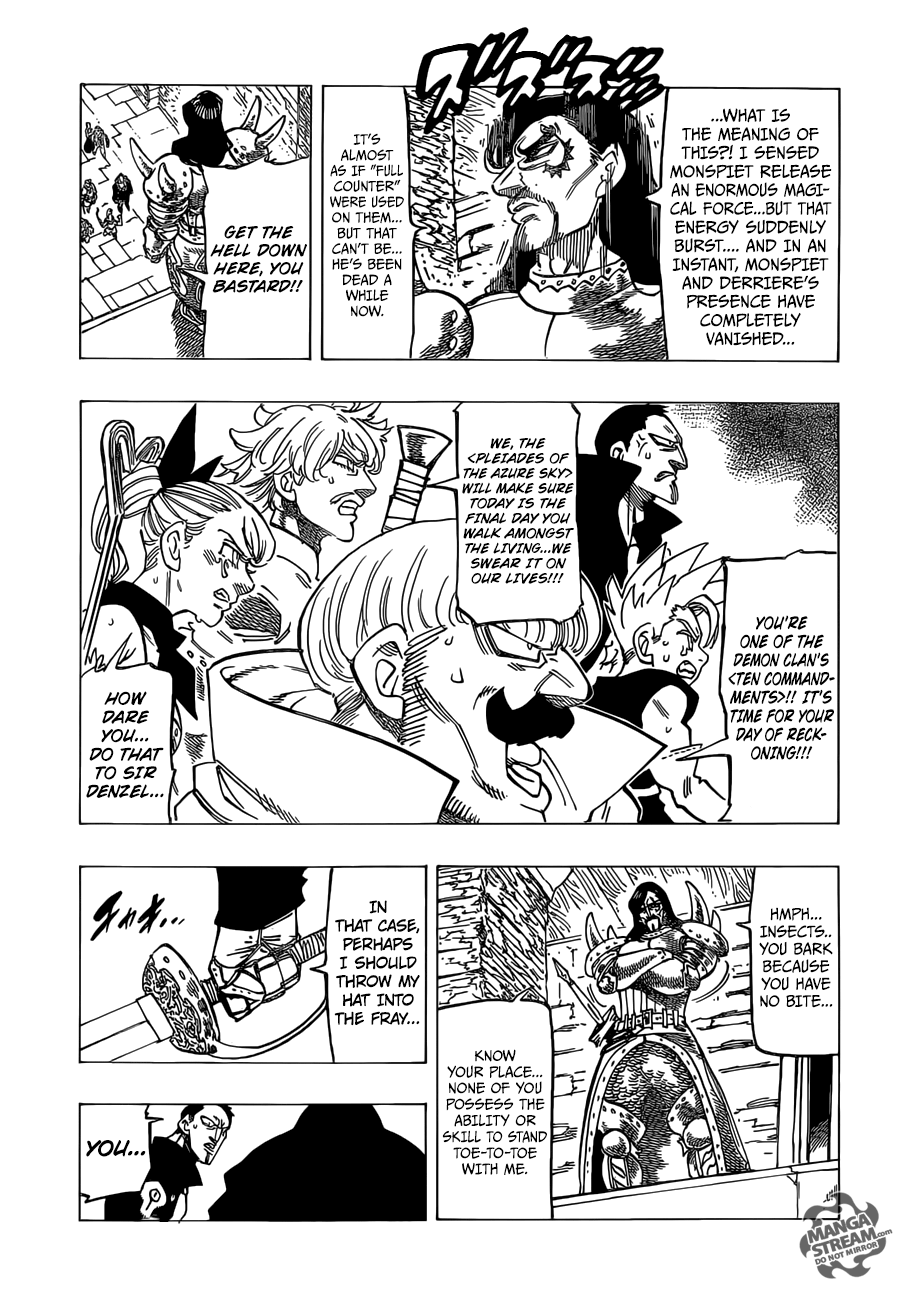 ズズズズ
...WHAT IS
THE MEANING OF
THIS?! I SENSED
MONSPIET RELEASE
AN ENORMOUS MAGI-
CAL FORCE...BUT THAT
ENERGY SUDDENLY
BURST.... AND IN AN
INSTANT, MONSPIET
AND DERRIERE'S
PRESENCE HAVE
COMPLETELY
VANISHED...
IT'S
ALMOST
AS IF "FULL
COUNTER"
WERE USED
ON THEM...
BUT THAT
CAN'T BE...
HE'S BEEN
DEAD A
WHILE
NOW.
GET THE
HELL DOWN
HERE, YOU
BASTARD!!
YOU'RE
ONE OF THE
DEMON CLAN'S
<TEN COMMAND-
MENTS>!! IT'S
TIME FOR YOUR
DAY OF RECK-
ONING!!!
WE, THE
<PLEIADES OF
THE AZURE SKY>
WILL MAKE SURE
TODAY IS THE
FINAL DAY YOU
WALK AMONGST
THE LIVING...WE
SWEAR IT ON
OUR LIVES!!!
HOW
DARE
YOU...
DO THAT
TO SIR
DENZEL...
HMPH...
INSECTS..
YOU BARK
BECAUSE
YOU HAVE
NO BITE...
KNOW
YOUR PLACE...
NONE OF YOU
POSSESS THE
ABILITY OR
SKILL TO STAND
TOE-TO-TOE
WITH ME.
IN
THAT CASE,
PERHAPS
I SHOULD
THROW MY
HAT INTO
THE FRAY...
YOU...
MANGA
STREAM.com
DO NOT MIRROR